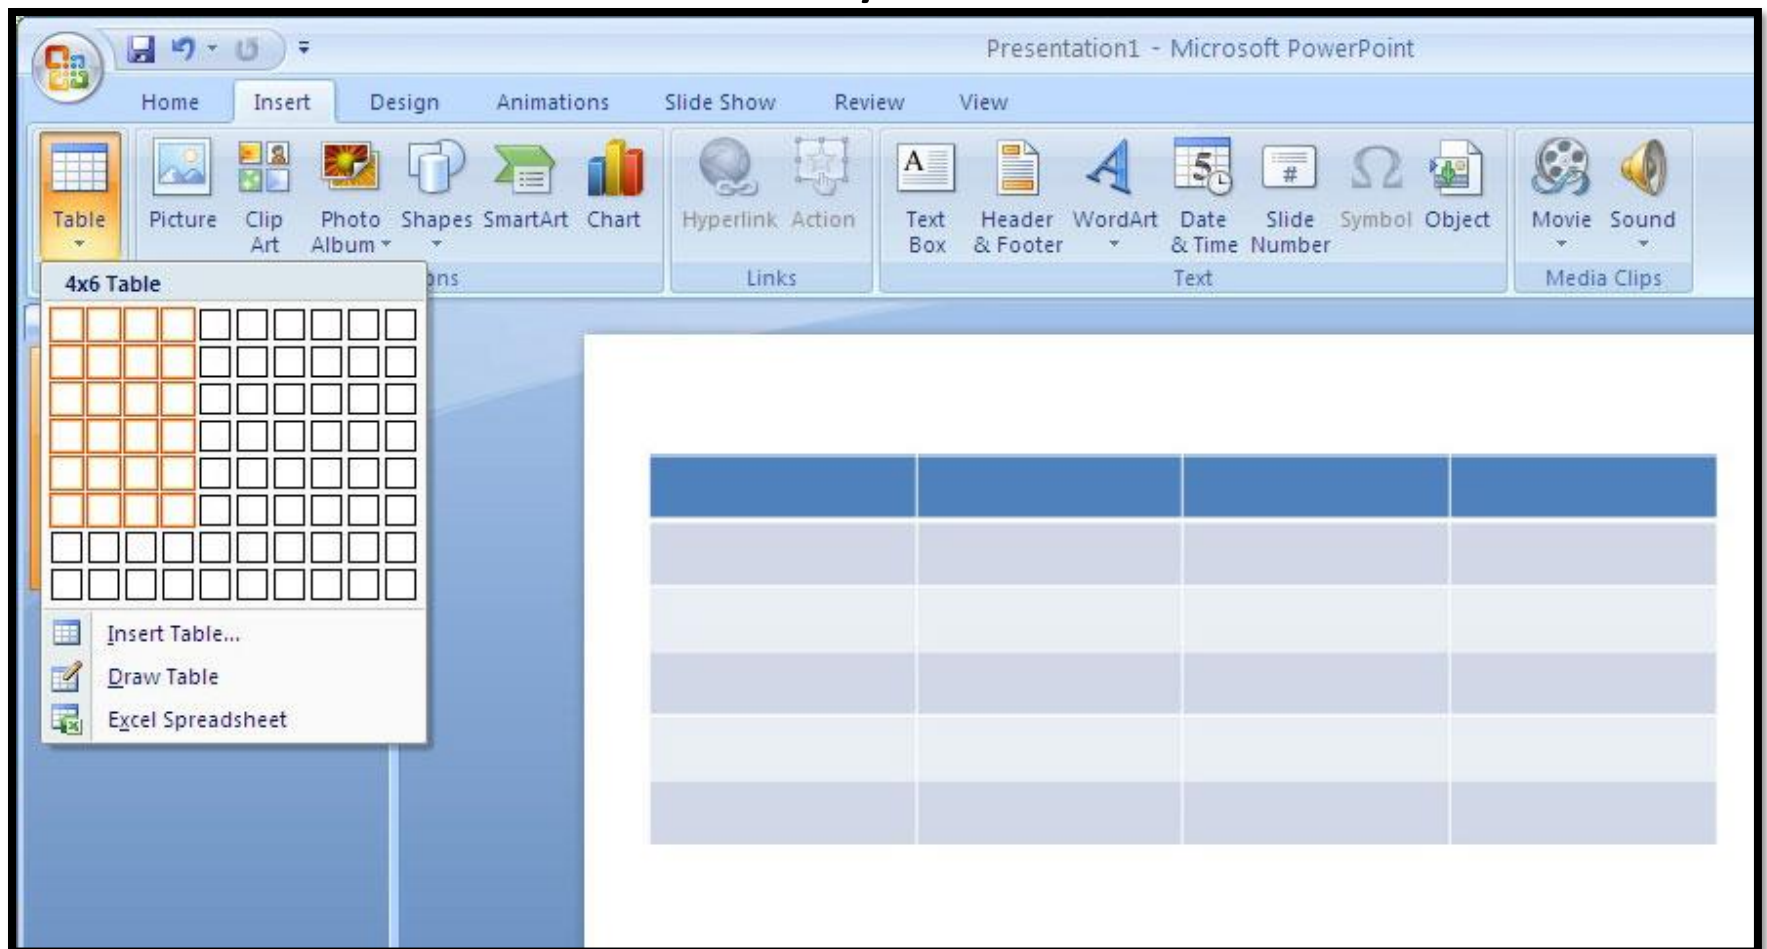 Presentation1 - Microsoft PowerPoint
Home Insert Design Animations Slide Show Review View
Table Picture Clip Art Photo Album Shapes SmartArt Chart Hyperlink Action Text Box Header & Footer WordArt Date & Time Slide Number Symbol Object Movie Sound
Links Text Media Clips
4x6 Table
Insert Table...
Draw Table
Excel Spreadsheet